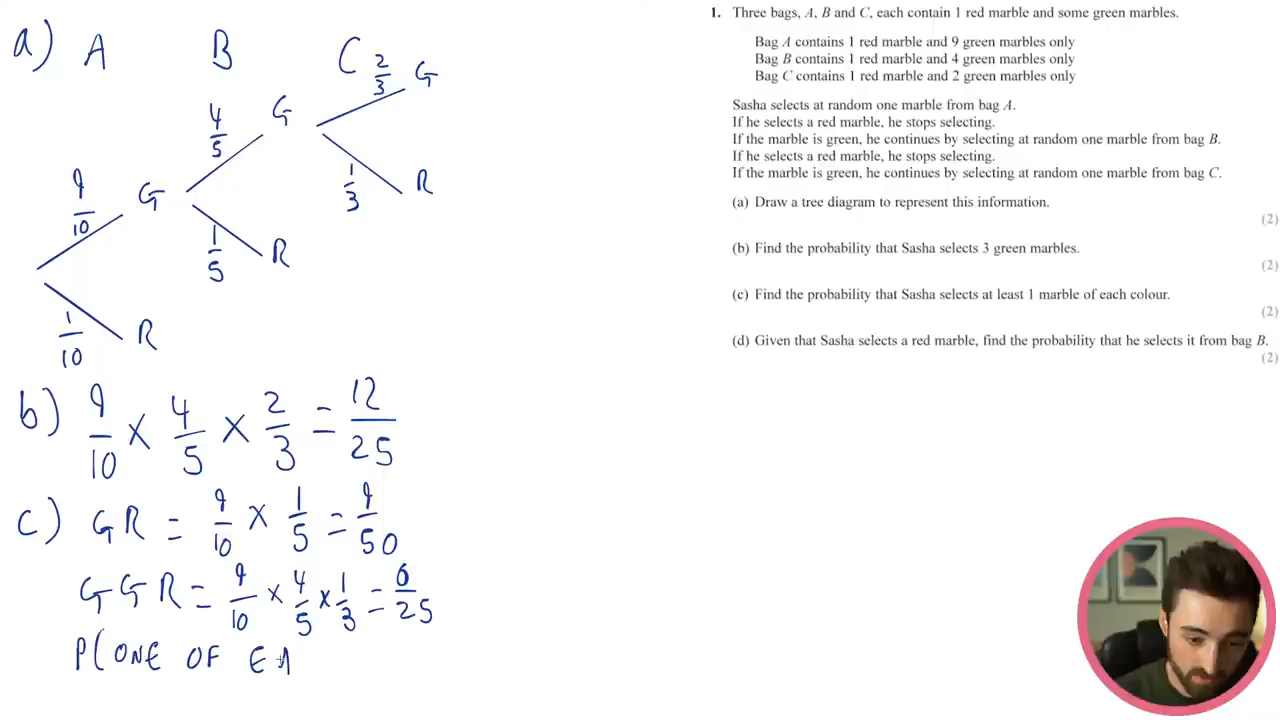 a) A B C
2/3 G
4/5 G
9/10 G
1/3 R
1/5 R
1/10 R
b) 9/10 × 4/5 × 2/3 = 12/25
c) GR = 9/10 × 1/5 = 9/50
GGR = 9/10 × 4/5 × 1/3 = 6/25
P( ONE OF EA
1. Three bags, A, B and C, each contain 1 red marble and some green marbles.
Bag A contains 1 red marble and 9 green marbles only
Bag B contains 1 red marble and 4 green marbles only
Bag C contains 1 red marble and 2 green marbles only
Sasha selects at random one marble from bag A.
If he selects a red marble, he stops selecting.
If the marble is green, he continues by selecting at random one marble from bag B.
If he selects a red marble, he stops selecting.
If the marble is green, he continues by selecting at random one marble from bag C.
(a) Draw a tree diagram to represent this information.
(2)
(b) Find the probability that Sasha selects 3 green marbles.
(2)
(c) Find the probability that Sasha selects at least 1 marble of each colour.
(2)
(d) Given that Sasha selects a red marble, find the probability that he selects it from bag B.
(2)